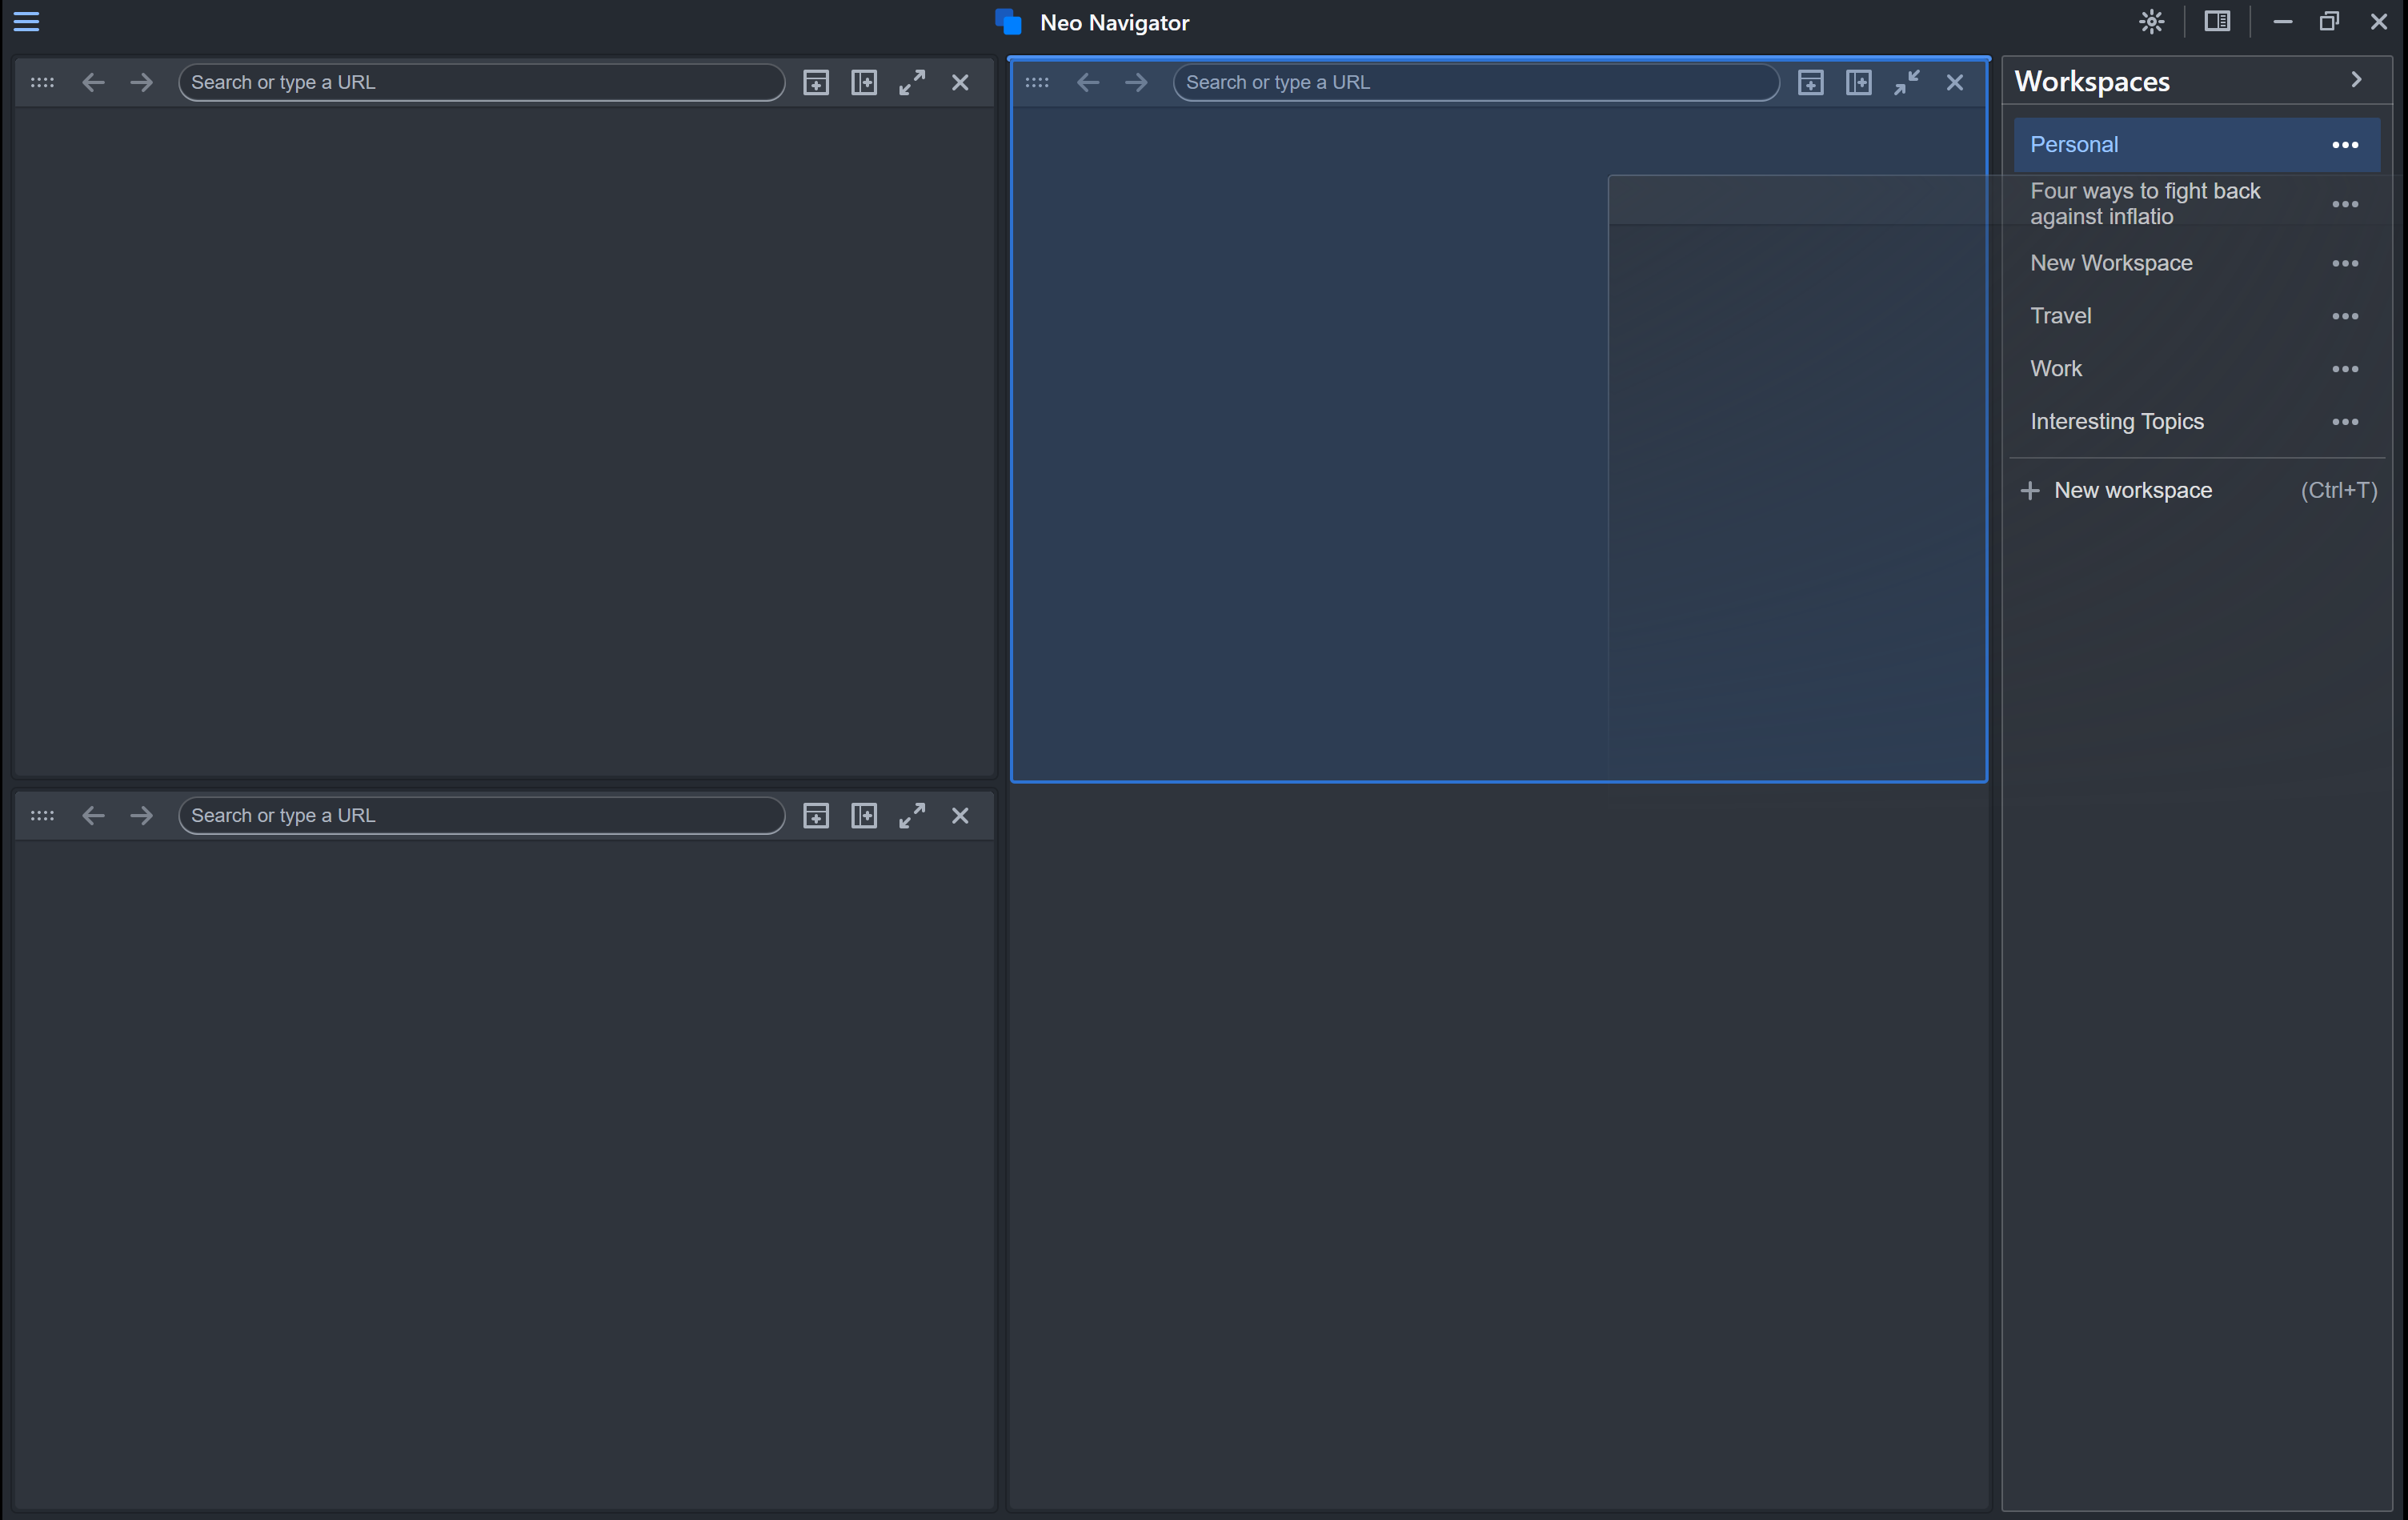 Neo Navigator
Search or type a URL
Search or type a URL
Search or type a URL
Workspaces
Personal
Four ways to fight back
against inflatio
New Workspace
Travel
Work
Interesting Topics
New workspace (Ctrl+T)